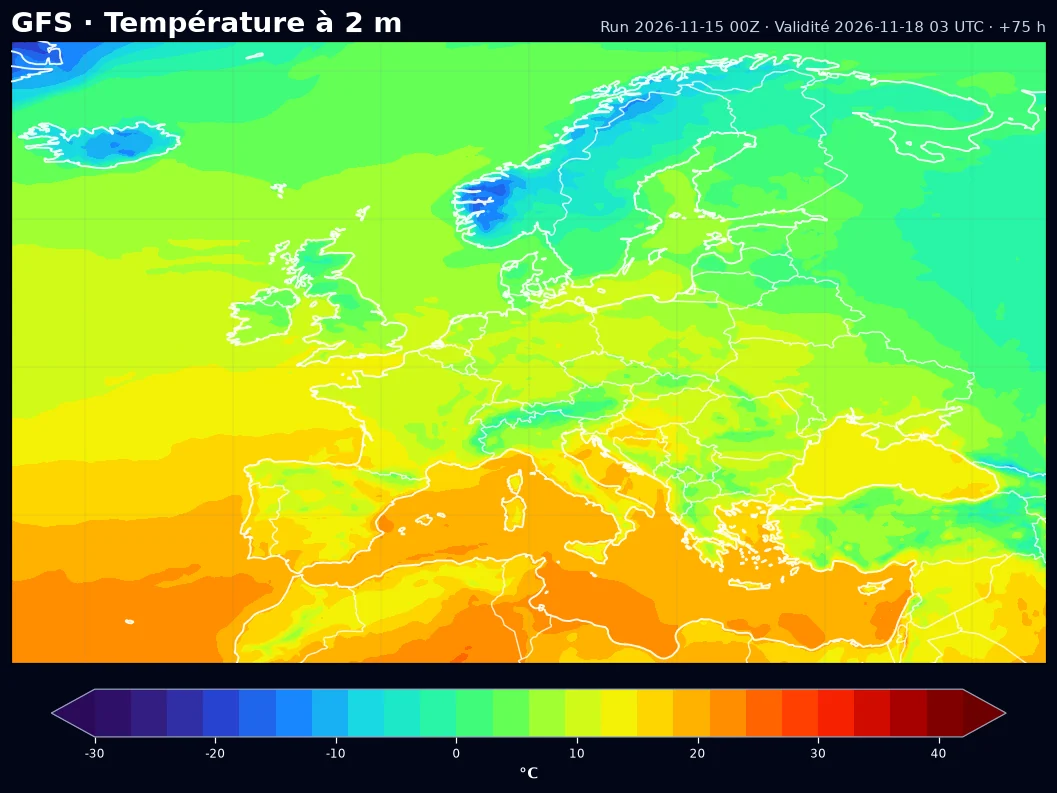 GFS · Température à 2 m
Run 2026-11-15 00Z · Validité 2026-11-18 03 UTC · +75 h
-30 -20 -10 0 10 20 30 40
°C